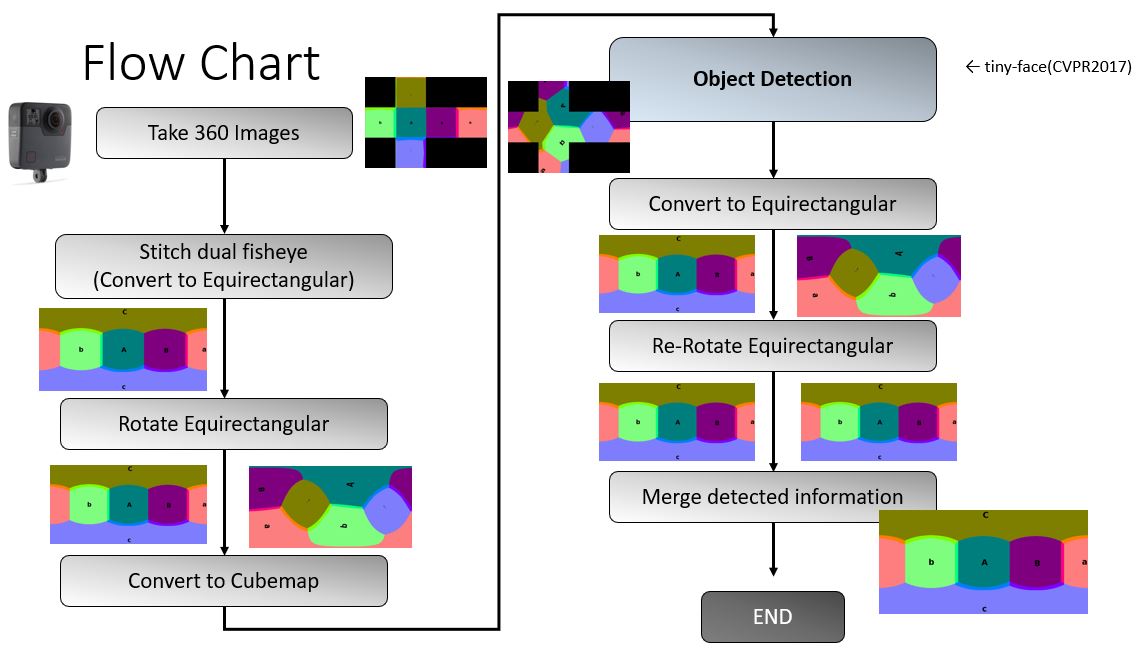 Flow Chart
Take 360 Images
Stitch dual fisheye
(Convert to Equirectangular)
C
b A B a
c
Rotate Equirectangular
C
b A B a
c
B A
a b
Convert to Cubemap
Object Detection
← tiny-face(CVPR2017)
Convert to Equirectangular
C
b A B a
c
B A
a b
Re-Rotate Equirectangular
C
b A B a
c
C
b A B a
c
Merge detected information
C
b A B a
c
END